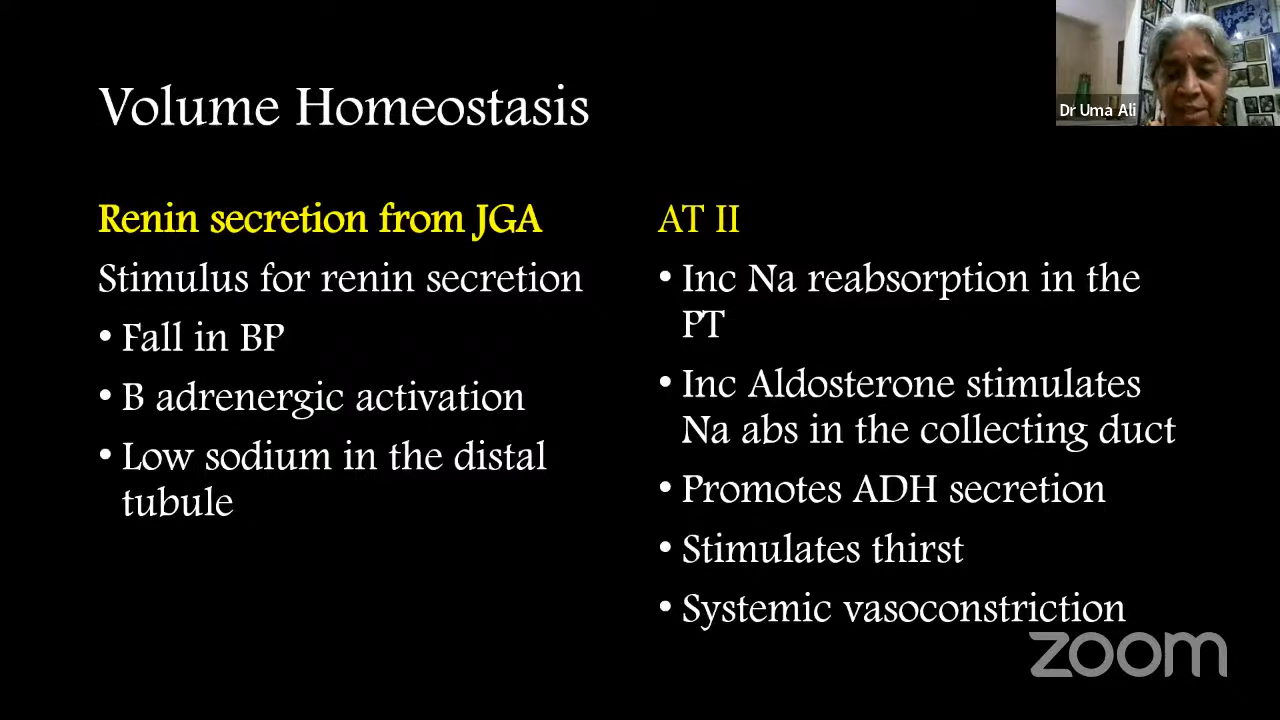 Volume Homeostasis
Dr Uma Ali
Renin secretion from JGA
Stimulus for renin secretion
• Fall in BP
• B adrenergic activation
• Low sodium in the distal
tubule
AT II
• Inc Na reabsorption in the
PT
• Inc Aldosterone stimulates
Na abs in the collecting duct
• Promotes ADH secretion
• Stimulates thirst
• Systemic vasoconstriction
zoom